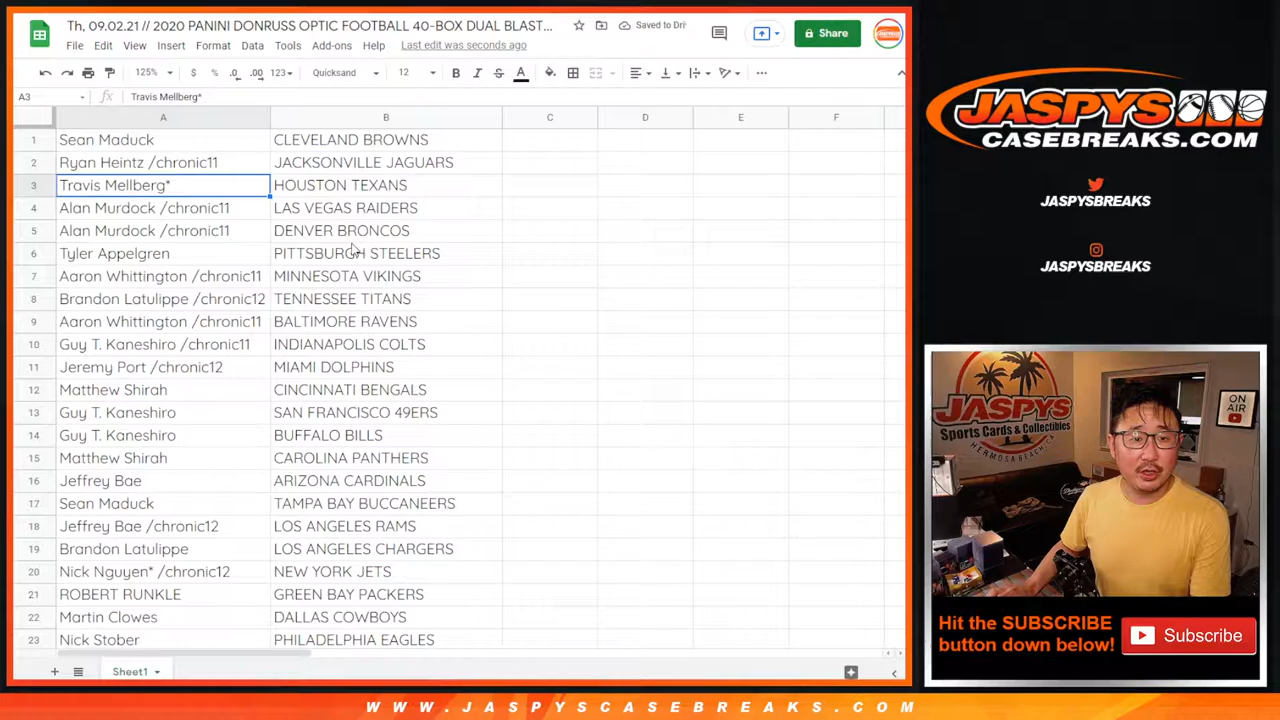 Th, 09.02.21 // 2020 PANINI DONRUSS OPTIC FOOTBALL 40-BOX DUAL BLAST...
Saved to Dri
File Edit View Insert Format Data Tools Add-ons Help Last edit was seconds ago
Share
125% $ % .0 .00 123 Quicksand 12 B I S A
A3 fx Travis Mellberg*
A B C D E F
1 Sean Maduck CLEVELAND BROWNS
2 Ryan Heintz /chronic11 JACKSONVILLE JAGUARS
3 Travis Mellberg* HOUSTON TEXANS
4 Alan Murdock /chronic11 LAS VEGAS RAIDERS
5 Alan Murdock /chronic11 DENVER BRONCOS
6 Tyler Appelgren PITTSBURGH STEELERS
7 Aaron Whittington /chronic11 MINNESOTA VIKINGS
8 Brandon Latulippe /chronic12 TENNESSEE TITANS
9 Aaron Whittington /chronic11 BALTIMORE RAVENS
10 Guy T. Kaneshiro /chronic11 INDIANAPOLIS COLTS
11 Jeremy Port /chronic12 MIAMI DOLPHINS
12 Matthew Shirah CINCINNATI BENGALS
13 Guy T. Kaneshiro SAN FRANCISCO 49ERS
14 Guy T. Kaneshiro BUFFALO BILLS
15 Matthew Shirah CAROLINA PANTHERS
16 Jeffrey Bae ARIZONA CARDINALS
17 Sean Maduck TAMPA BAY BUCCANEERS
18 Jeffrey Bae /chronic12 LOS ANGELES RAMS
19 Brandon Latulippe LOS ANGELES CHARGERS
20 Nick Nguyen* /chronic12 NEW YORK JETS
21 ROBERT RUNKLE GREEN BAY PACKERS
22 Martin Clowes DALLAS COWBOYS
23 Nick Stober PHILADELPHIA EAGLES
Sheet1
JASPYS
CASEBREAKS.COM
JASPYSBREAKS
JASPYSBREAKS
JASPYS
Sports Cards & Collectibles
HERMOSA BEACH, CA
ON
AIR
Hit the SUBSCRIBE
button down below!
Subscribe
WWW.JASPYSCASEBREAKS.COM